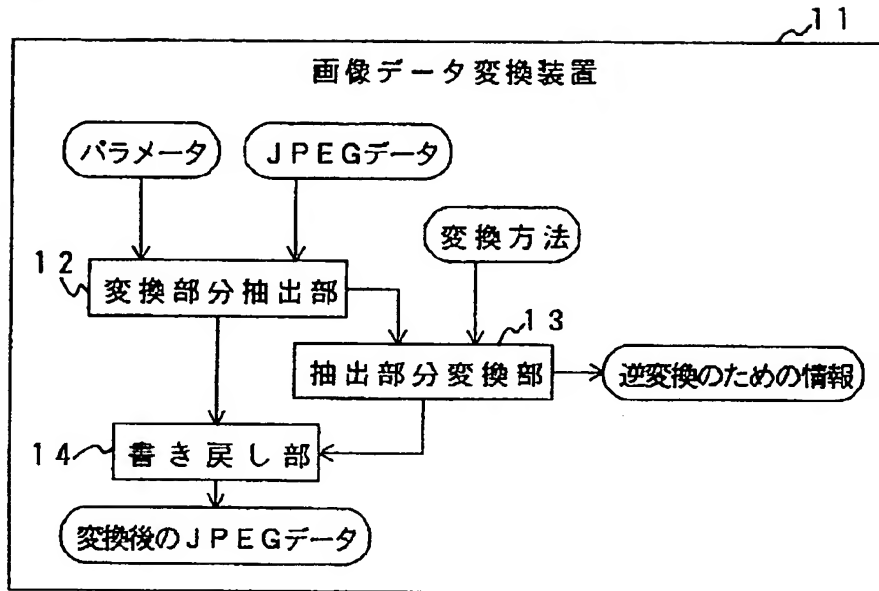 11
画像データ変換装置
パラメータ
JPEGデータ
変換方法
12
変換部分抽出部
13
抽出部分変換部
逆変換のための情報
14
書き戻し部
変換後のJPEGデータ